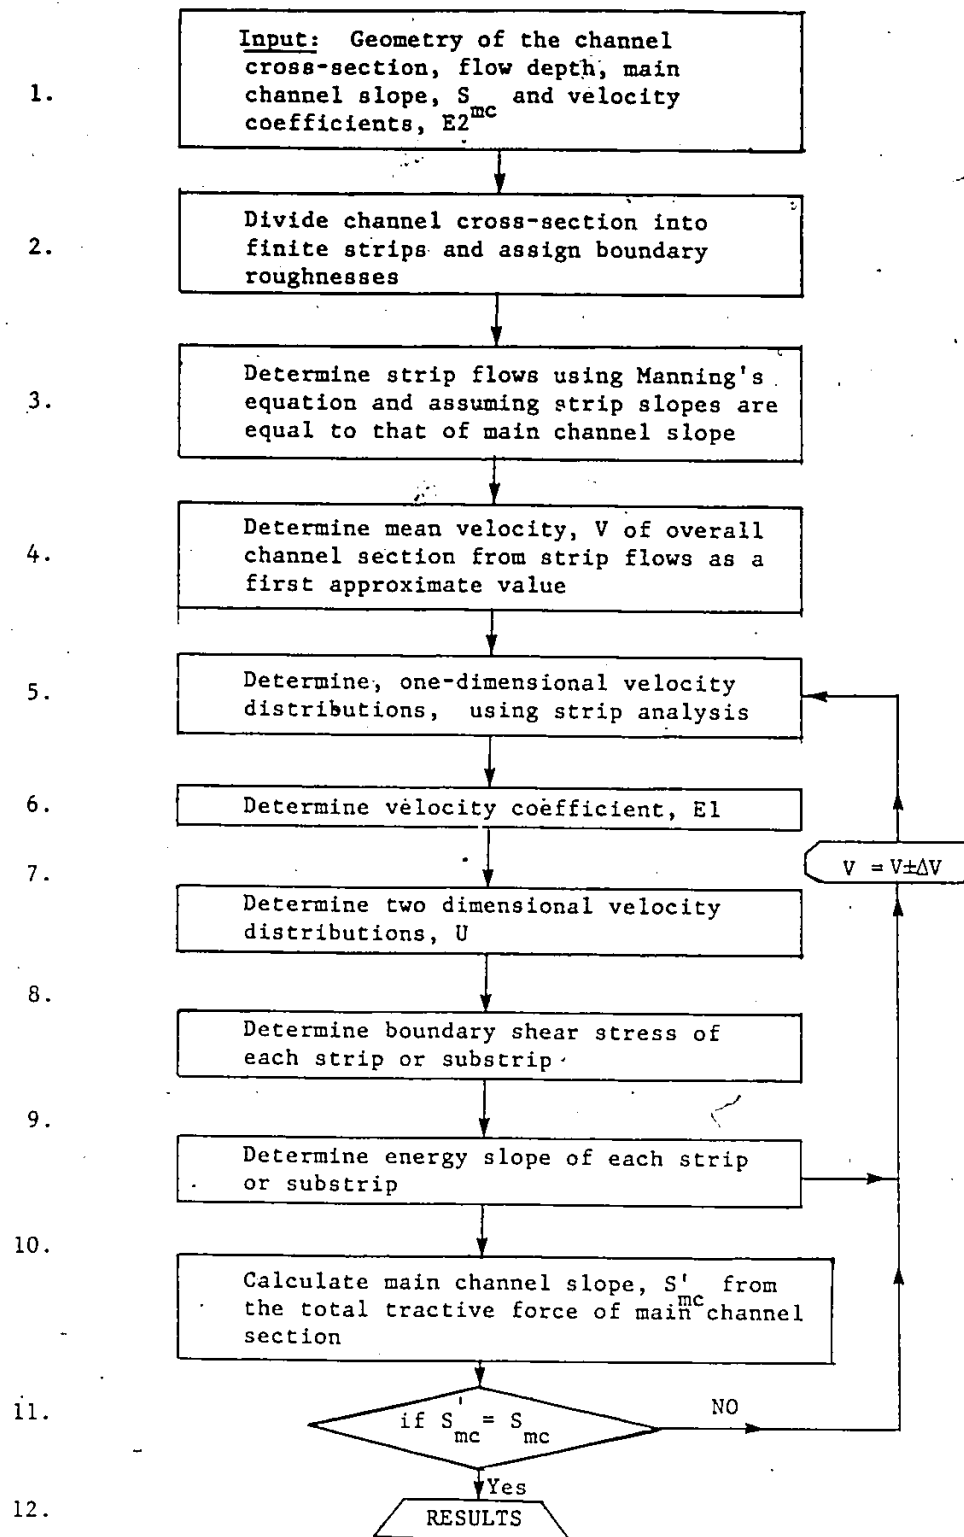 1.
Input: Geometry of the channel
cross-section, flow depth, main
channel slope, S_mc and velocity
coefficients, E2
2.
Divide channel cross-section into
finite strips and assign boundary
roughnesses
3.
Determine strip flows using Manning's
equation and assuming strip slopes are
equal to that of main channel slope
4.
Determine mean velocity, V of overall
channel section from strip flows as a
first approximate value
5.
Determine, one-dimensional velocity
distributions, using strip analysis
6.
Determine velocity coefficient, E1
7.
V = V±ΔV
Determine two dimensional velocity
distributions, U
8.
Determine boundary shear stress of
each strip or substrip
9.
Determine energy slope of each strip
or substrip
10.
Calculate main channel slope, S'_mc from
the total tractive force of main channel
section
11.
if S'_mc = S_mc
NO
Yes
12.
RESULTS